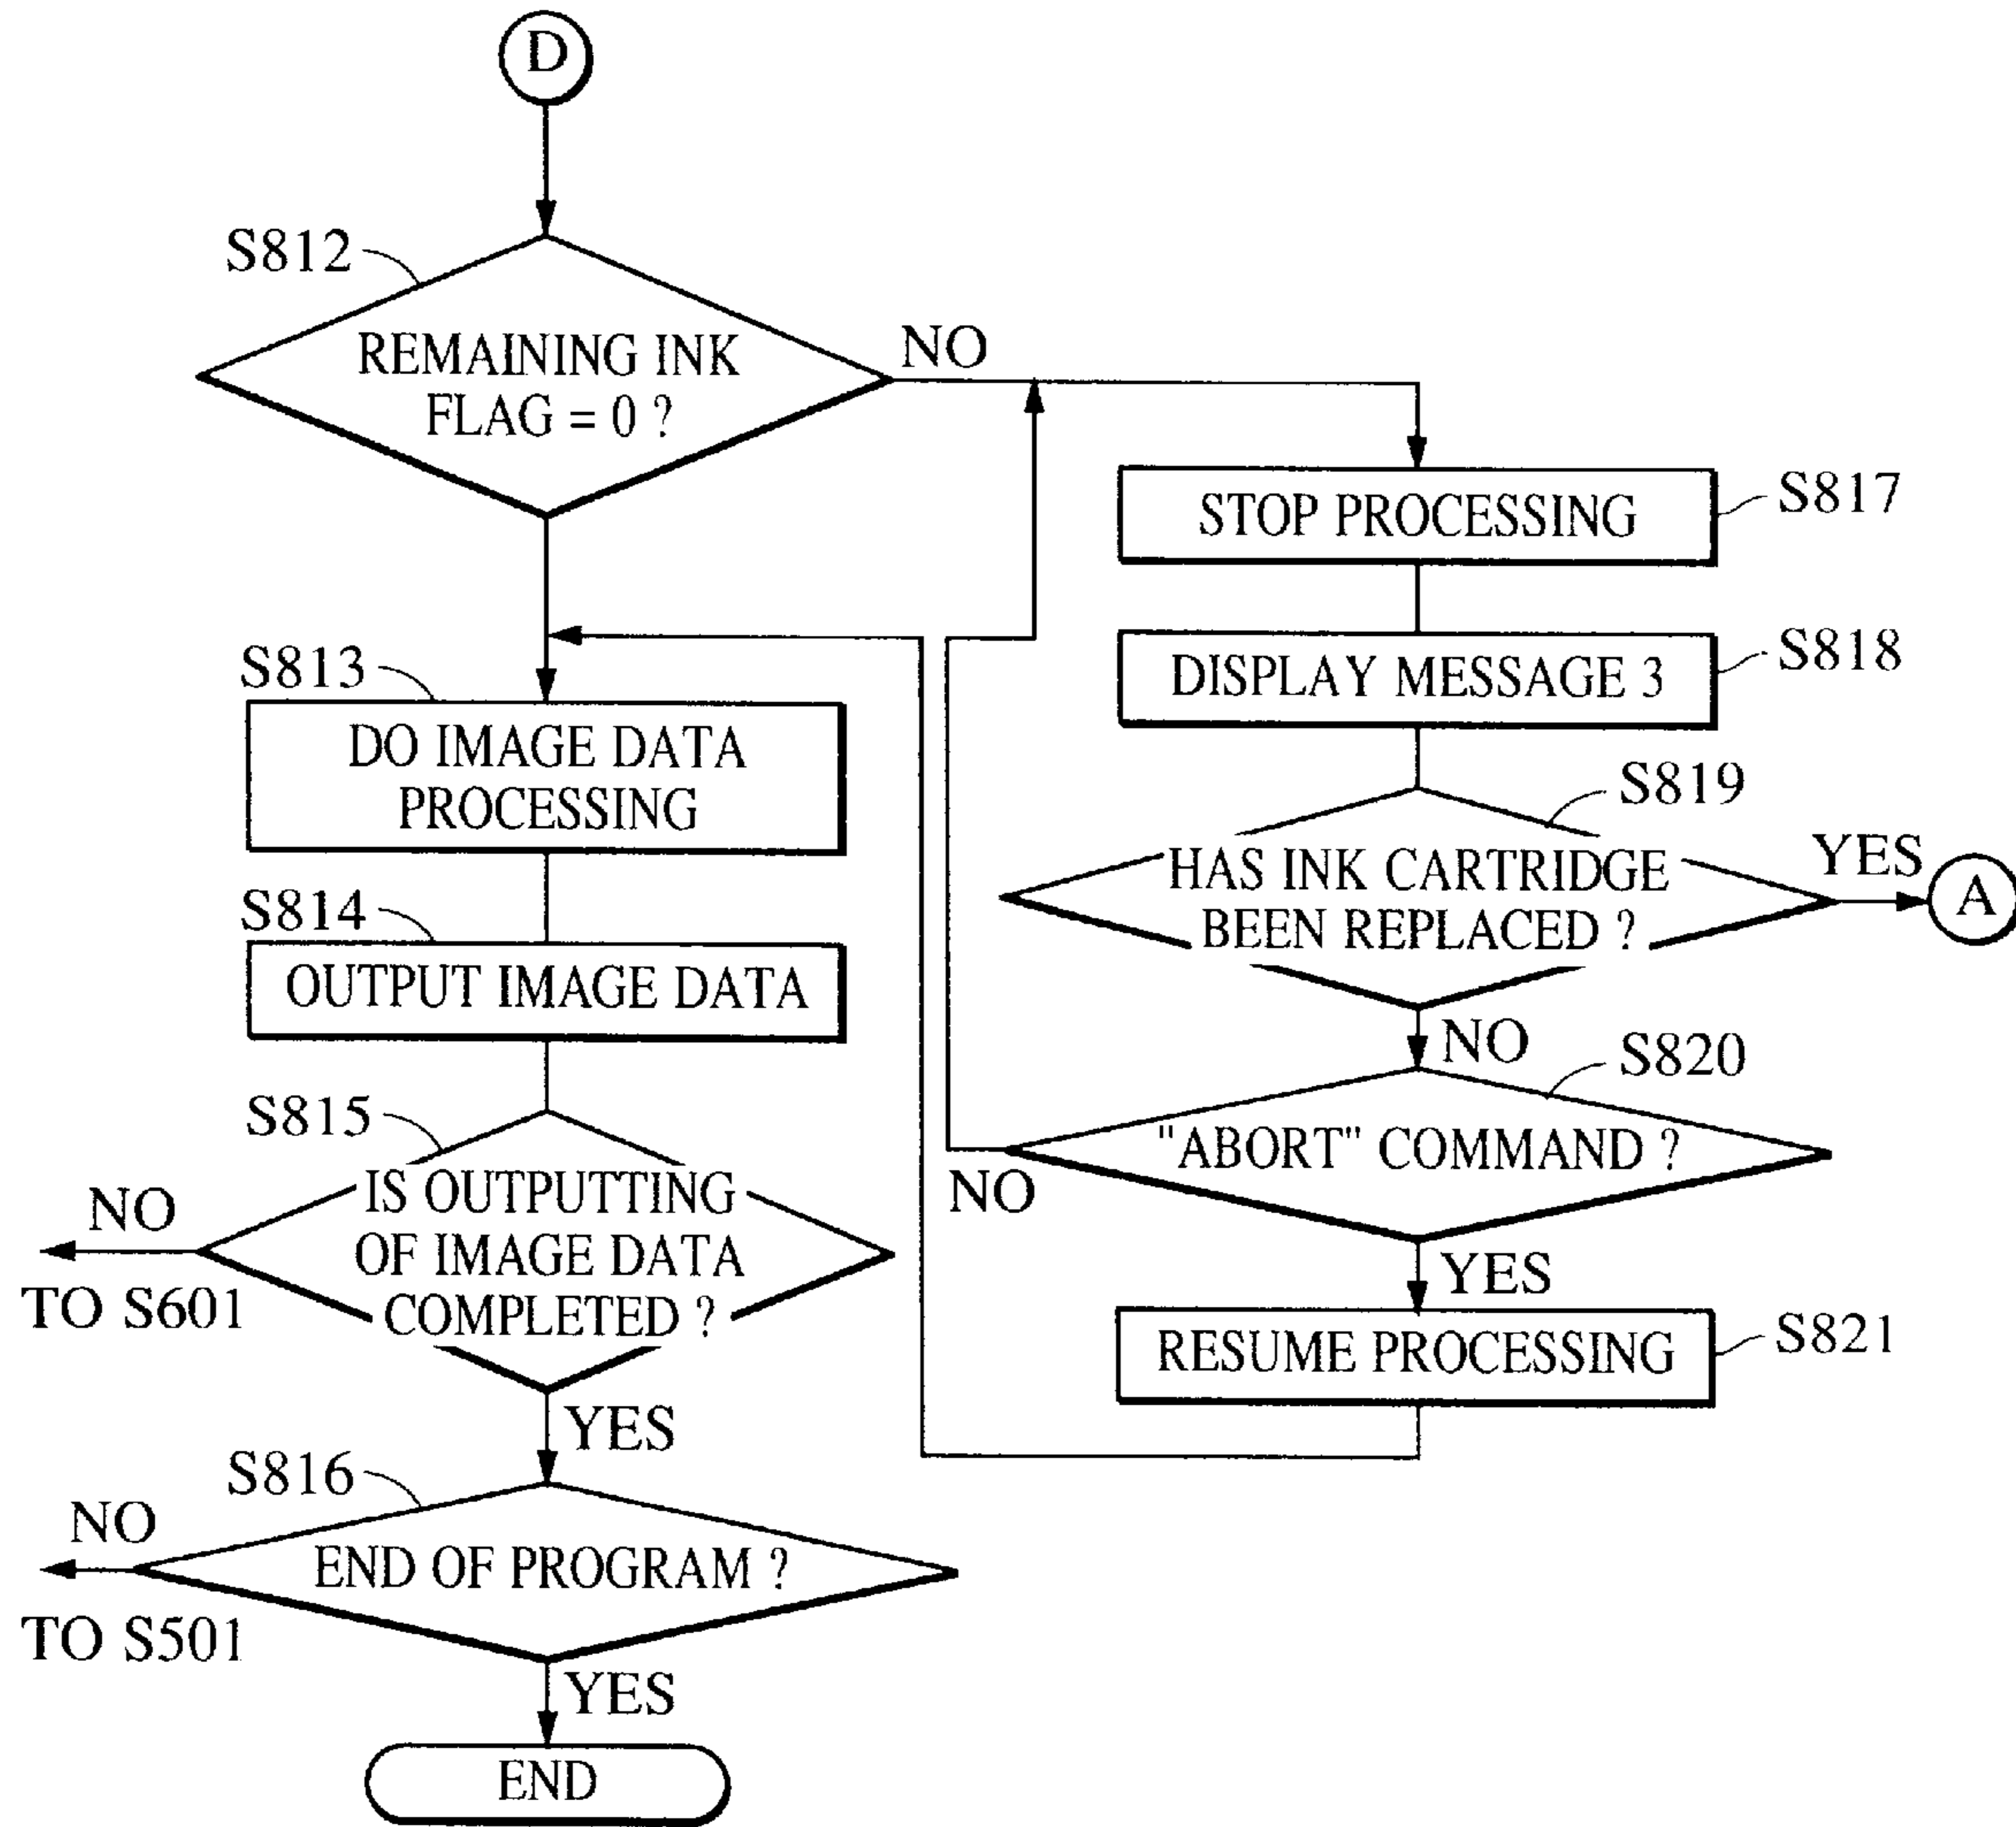 D
S812
REMAINING INK
FLAG = 0 ?
NO
S813
DO IMAGE DATA
PROCESSING
S814
OUTPUT IMAGE DATA
S815
IS OUTPUTTING
OF IMAGE DATA
COMPLETED ?
NO
TO S601
YES
S816
END OF PROGRAM ?
NO
TO S501
YES
END
STOP PROCESSING
S817
DISPLAY MESSAGE 3
S818
S819
HAS INK CARTRIDGE
BEEN REPLACED ?
YES
A
NO
S820
"ABORT" COMMAND ?
NO
YES
RESUME PROCESSING
S821